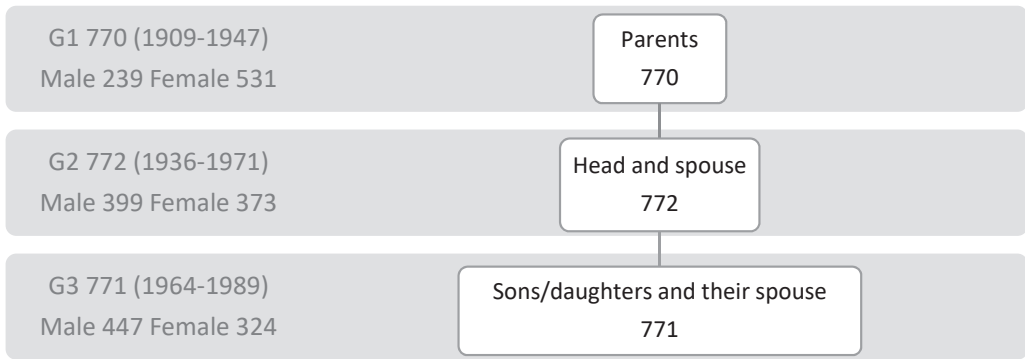 G1 770 (1909-1947)
Male 239 Female 531
Parents
770
G2 772 (1936-1971)
Male 399 Female 373
Head and spouse
772
G3 771 (1964-1989)
Male 447 Female 324
Sons/daughters and their spouse
771